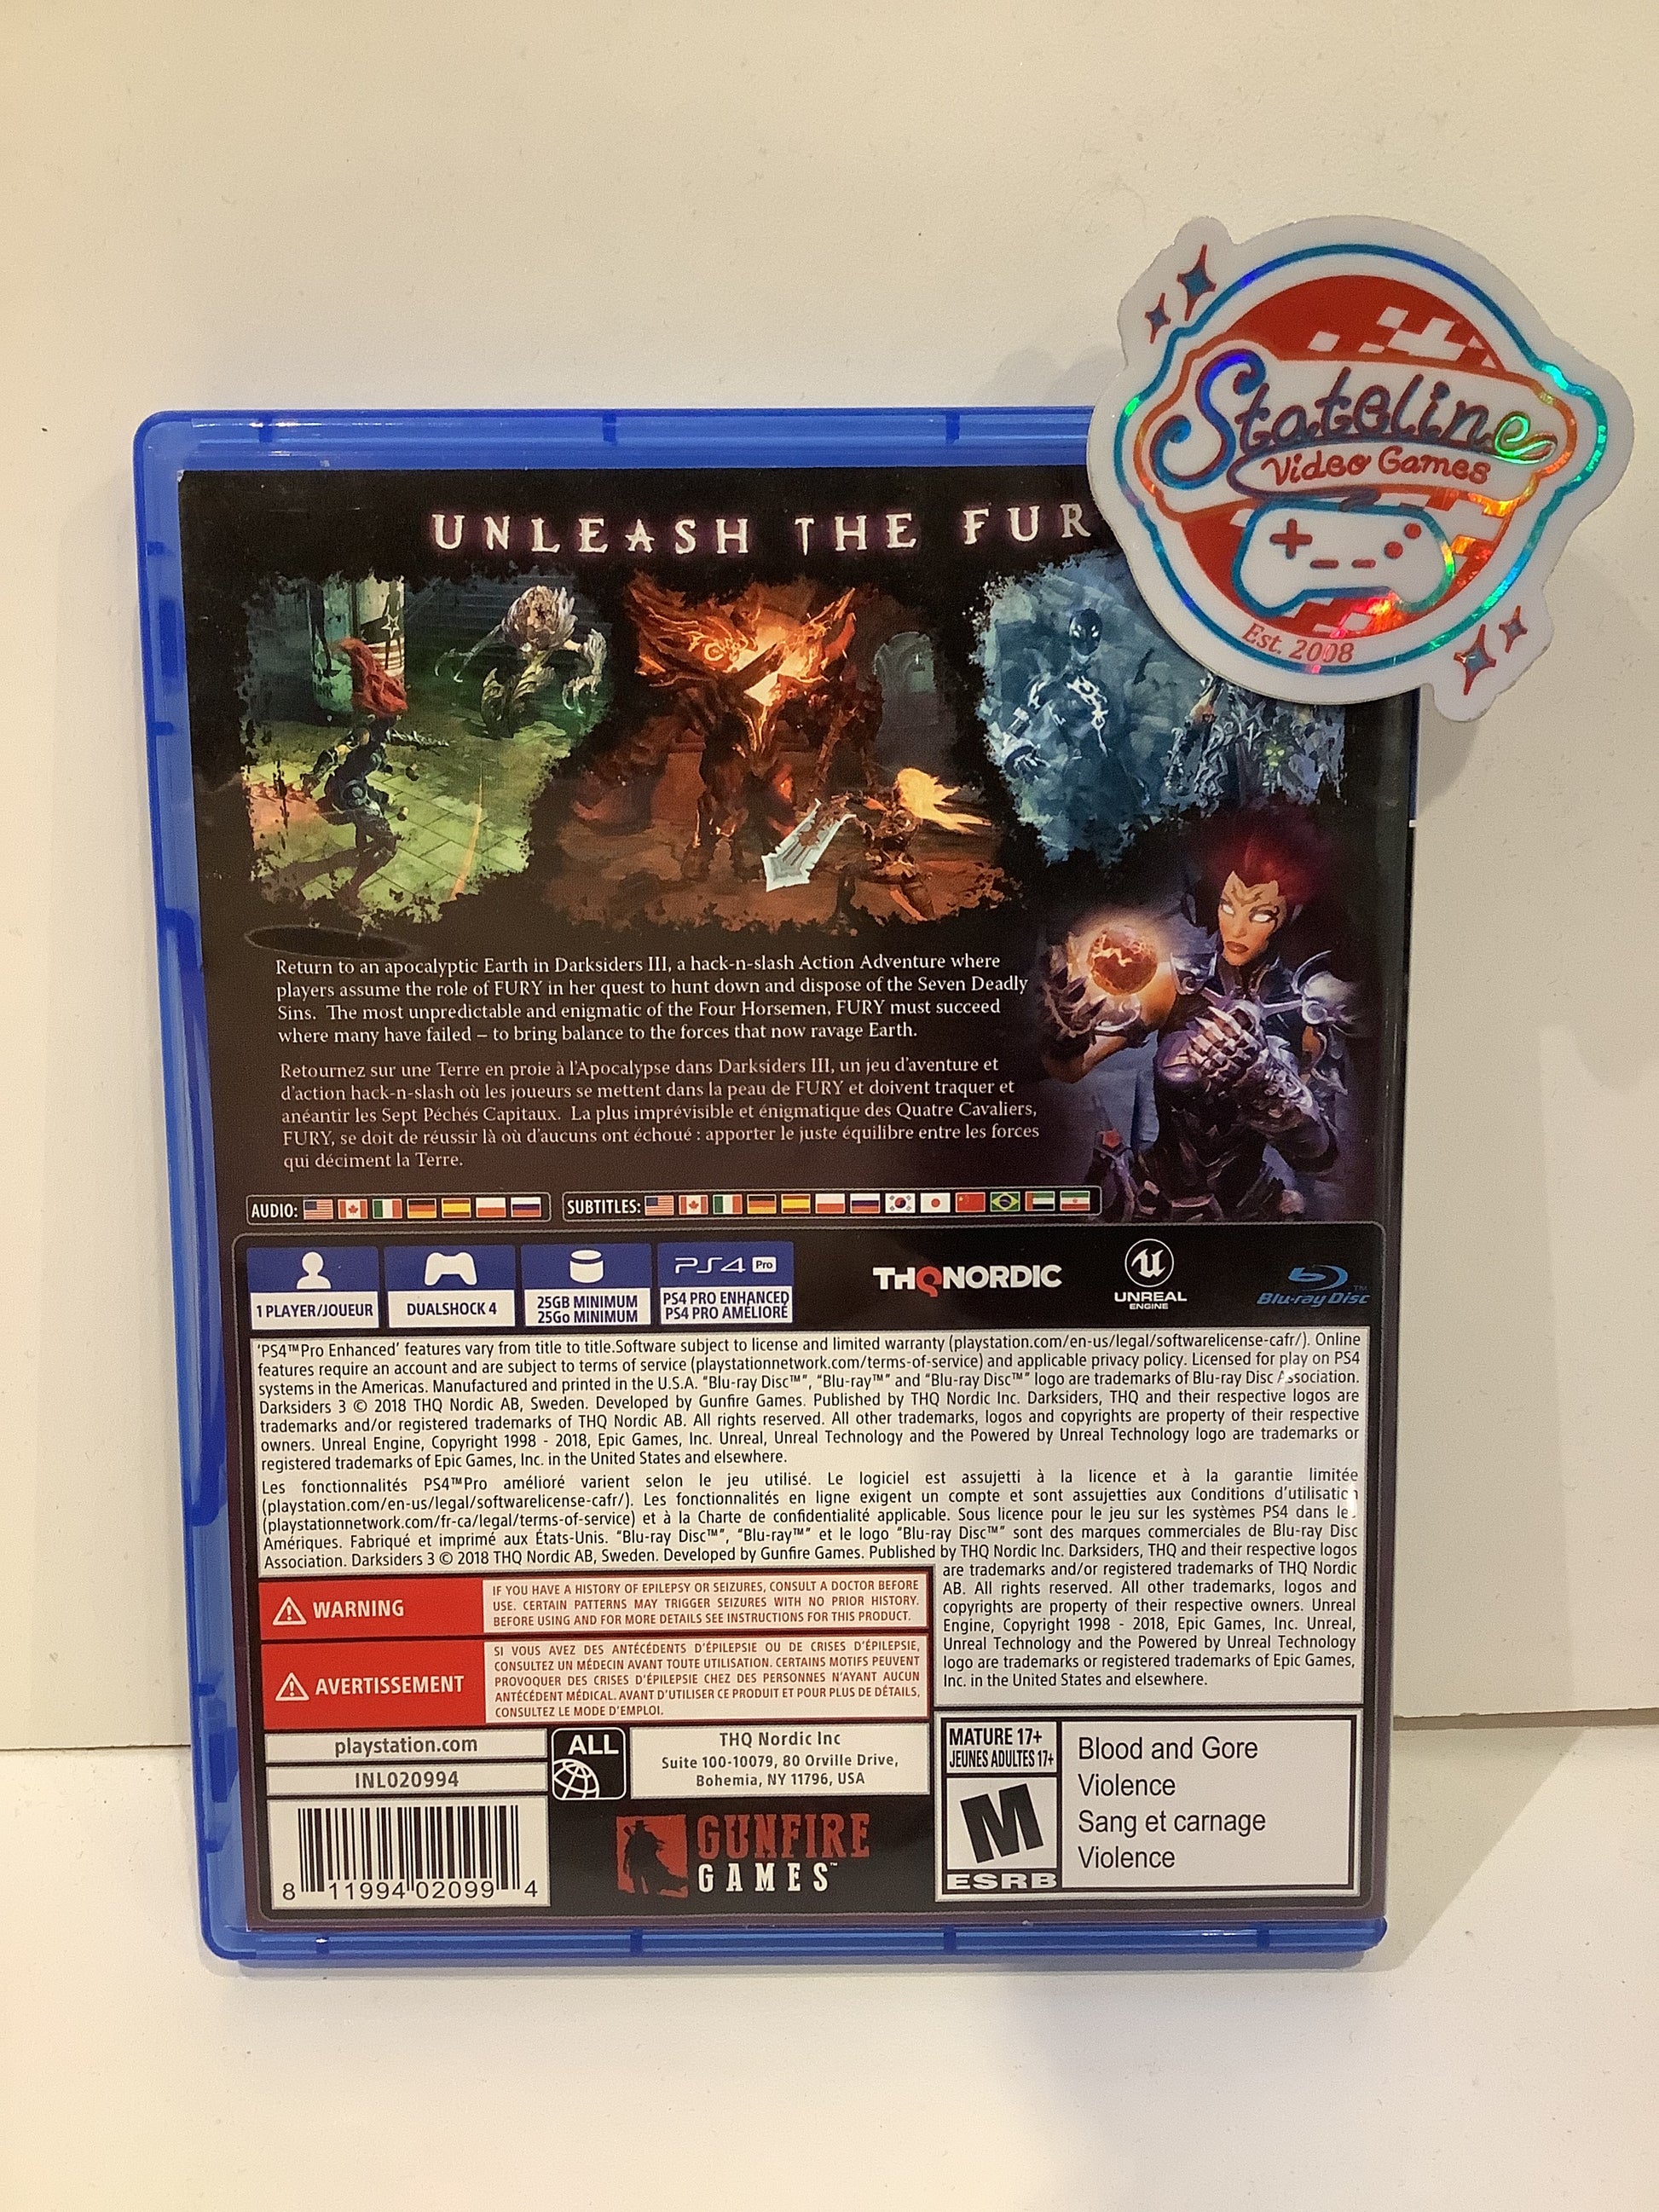 Stateline
Video Games
Est. 2008
UNLEASH THE FUR
Return to an apocalyptic Earth in Darksiders III, a hack-n-slash Action Adventure where
players assume the role of FURY in her quest to hunt down and dispose of the Seven Deadly
Sins. The most unpredictable and enigmatic of the Four Horsemen, FURY must succeed
where many have failed – to bring balance to the forces that now ravage Earth.
Retournez sur une Terre en proie à l'Apocalypse dans Darksiders III, un jeu d'aventure et
d'action hack-n-slash où les joueurs se mettent dans la peau de FURY et doivent traquer et
anéantir les Sept Péchés Capitaux. La plus imprévisible et énigmatique des Quatre Cavaliers,
FURY, se doit de réussir là où d'aucuns ont échoué : apporter le juste équilibre entre les forces
qui déciment la Terre.
AUDIO: SUBTITLES:
PS4 Pro
1 PLAYER/JOUEUR
DUALSHOCK 4
25GB MINIMUM
25Go MINIMUM
PS4 PRO ENHANCED
PS4 PRO AMÉLIORÉ
THQ NORDIC
UNREAL
ENGINE
Blu-ray Disc™
'PS4™Pro Enhanced' features vary from title to title.Software subject to license and limited warranty (playstation.com/en-us/legal/softwarelicense-cafr/). Online
features require an account and are subject to terms of service (playstationnetwork.com/terms-of-service) and applicable privacy policy. Licensed for play on PS4
systems in the Americas. Manufactured and printed in the U.S.A. "Blu-ray Disc™", "Blu-ray™" and "Blu-ray Disc™" logo are trademarks of Blu-ray Disc Association.
Darksiders 3 © 2018 THQ Nordic AB, Sweden. Developed by Gunfire Games. Published by THQ Nordic Inc. Darksiders, THQ and their respective logos are
trademarks and/or registered trademarks of THQ Nordic AB. All rights reserved. All other trademarks, logos and copyrights are property of their respective
owners. Unreal Engine, Copyright 1998 - 2018, Epic Games, Inc. Unreal, Unreal Technology and the Powered by Unreal Technology logo are trademarks or
registered trademarks of Epic Games, Inc. in the United States and elsewhere.
Les fonctionnalités PS4™Pro amélioré varient selon le jeu utilisé. Le logiciel est assujetti à la licence et à la garantie limitée
(playstation.com/en-us/legal/softwarelicense-cafr/). Les fonctionnalités en ligne exigent un compte et sont assujetties aux Conditions d'utilisation
(playstationnetwork.com/fr-ca/legal/terms-of-service) et à la Charte de confidentialité applicable. Sous licence pour le jeu sur les systèmes PS4 dans les
Amériques. Fabriqué et imprimé aux États-Unis. "Blu-ray Disc™", "Blu-ray™" et le logo "Blu-ray Disc™" sont des marques commerciales de Blu-ray Disc
Association. Darksiders 3 © 2018 THQ Nordic AB, Sweden. Developed by Gunfire Games. Published by THQ Nordic Inc. Darksiders, THQ and their respective logos
are trademarks and/or registered trademarks of THQ Nordic
AB. All rights reserved. All other trademarks, logos and
copyrights are property of their respective owners. Unreal
Engine, Copyright 1998 - 2018, Epic Games, Inc. Unreal,
Unreal Technology and the Powered by Unreal Technology
logo are trademarks or registered trademarks of Epic Games,
Inc. in the United States and elsewhere.
WARNING
IF YOU HAVE A HISTORY OF EPILEPSY OR SEIZURES, CONSULT A DOCTOR BEFORE
USE. CERTAIN PATTERNS MAY TRIGGER SEIZURES WITH NO PRIOR HISTORY.
BEFORE USING AND FOR MORE DETAILS SEE INSTRUCTIONS FOR THIS PRODUCT.
AVERTISSEMENT
SI VOUS AVEZ DES ANTÉCÉDENTS D'ÉPILEPSIE OU DE CRISES D'ÉPILEPSIE,
CONSULTEZ UN MÉDECIN AVANT TOUTE UTILISATION. CERTAINS MOTIFS PEUVENT
PROVOQUER DES CRISES D'ÉPILEPSIE CHEZ DES PERSONNES N'AYANT AUCUN
ANTÉCÉDENT MÉDICAL. AVANT D'UTILISER CE PRODUIT ET POUR PLUS DE DÉTAILS,
CONSULTEZ LE MODE D'EMPLOI.
playstation.com
INL020994
ALL
THQ Nordic Inc
Suite 100-10079, 80 Orville Drive,
Bohemia, NY 11796, USA
8 11994 02099 4
GUNFIRE
GAMES™
MATURE 17+
JEUNES ADULTES 17+
M
ESRB
Blood and Gore
Violence
Sang et carnage
Violence